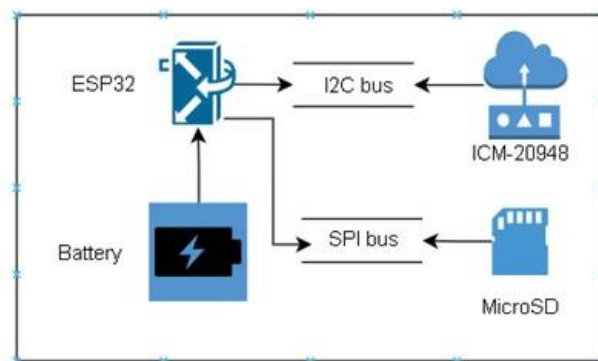 ESP32
I2C bus
ICM-20948
Battery
SPI bus
MicroSD